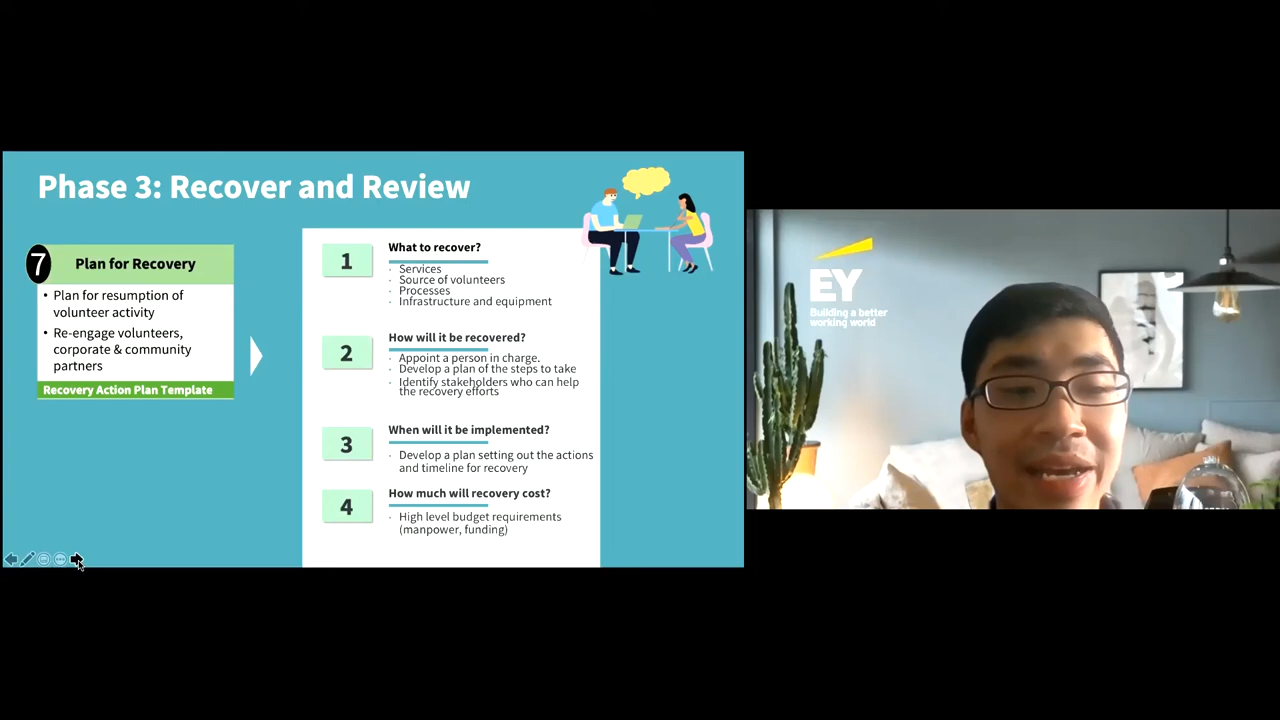 Phase 3: Recover and Review
7
Plan for Recovery
• Plan for resumption of
volunteer activity
• Re-engage volunteers,
corporate & community
partners
Recovery Action Plan Template
1
What to recover?
· Services
· Source of volunteers
· Processes
· Infrastructure and equipment
2
How will it be recovered?
· Appoint a person in charge.
· Develop a plan of the steps to take
· Identify stakeholders who can help
the recovery efforts
3
When will it be implemented?
· Develop a plan setting out the actions
and timeline for recovery
4
How much will recovery cost?
· High level budget requirements
(manpower, funding)
EY
Building a better
working world